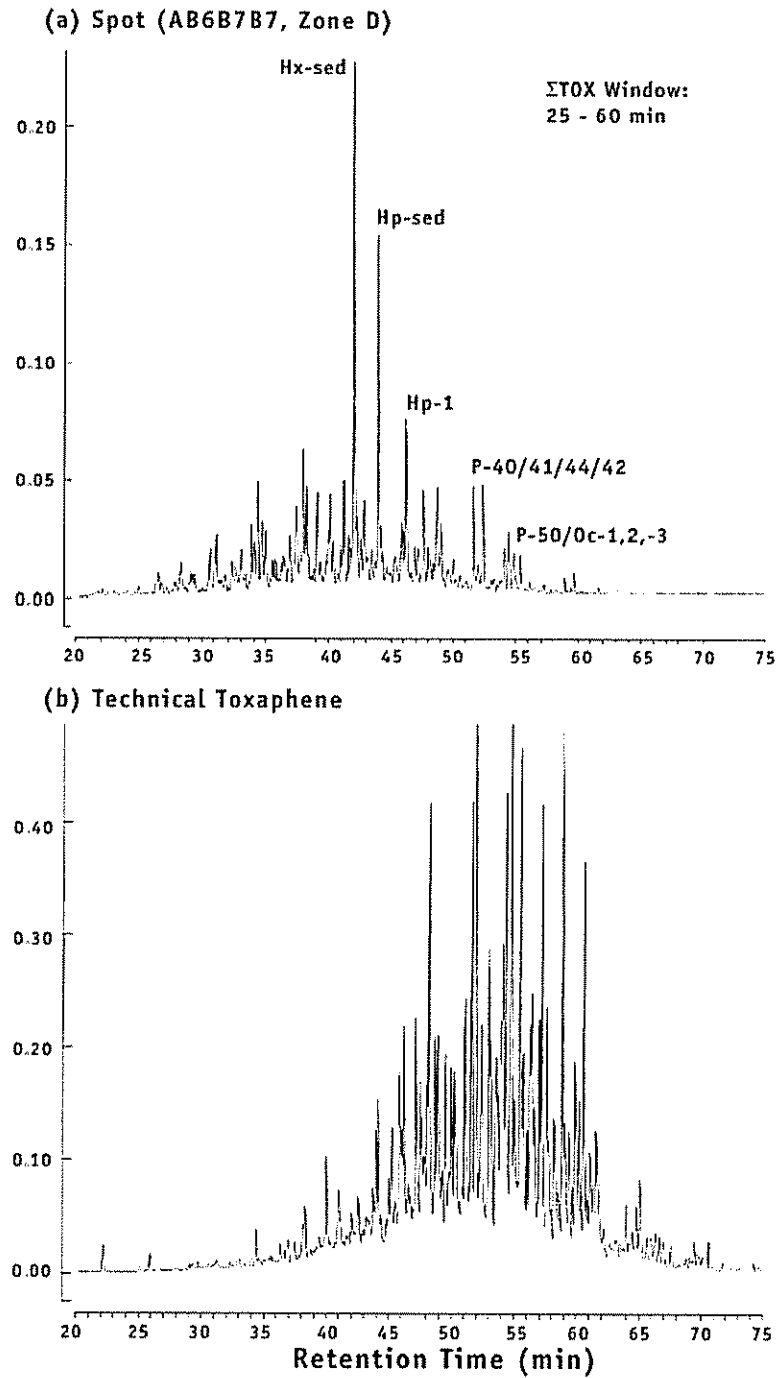 (a) Spot (AB6B7B7, Zone D)
Hx-sed
ΣTOX Window:
25 - 60 min
0.20
Hp-sed
0.15
0.10
Hp-1
P-40/41/44/42
0.05
P-50/Oc-1,2,-3
0.00
20 25 30 35 40 45 50 55 60 65 70 75
(b) Technical Toxaphene
0.40
0.30
0.20
0.10
0.00
20 25 30 35 40 45 50 55 60 65 70 75
Retention Time (min)